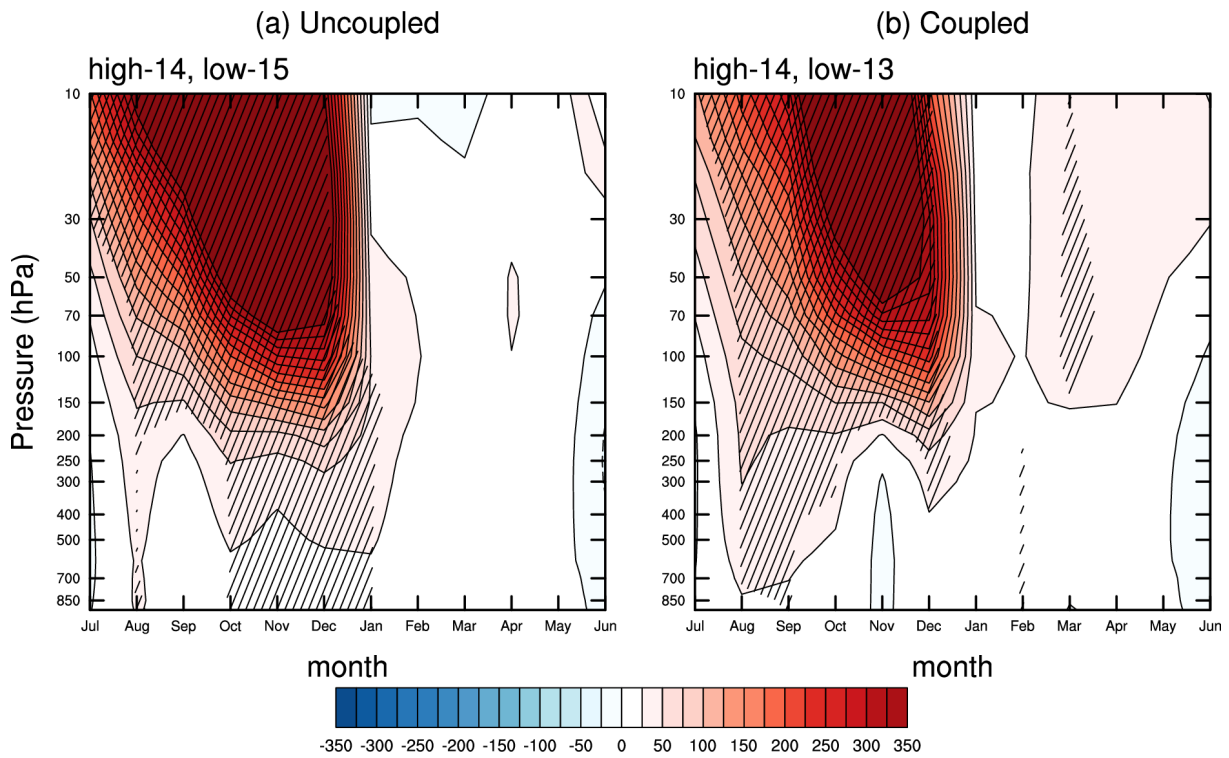 (a) Uncoupled
(b) Coupled
high-14, low-15
high-14, low-13
Pressure (hPa)
10
30
50
70
100
150
200
250
300
400
500
700
850
Jul Aug Sep Oct Nov Dec Jan Feb Mar Apr May Jun
month
10
30
50
70
100
150
200
250
300
400
500
700
850
Jul Aug Sep Oct Nov Dec Jan Feb Mar Apr May Jun
month
-350 -300 -250 -200 -150 -100 -50 0 50 100 150 200 250 300 350